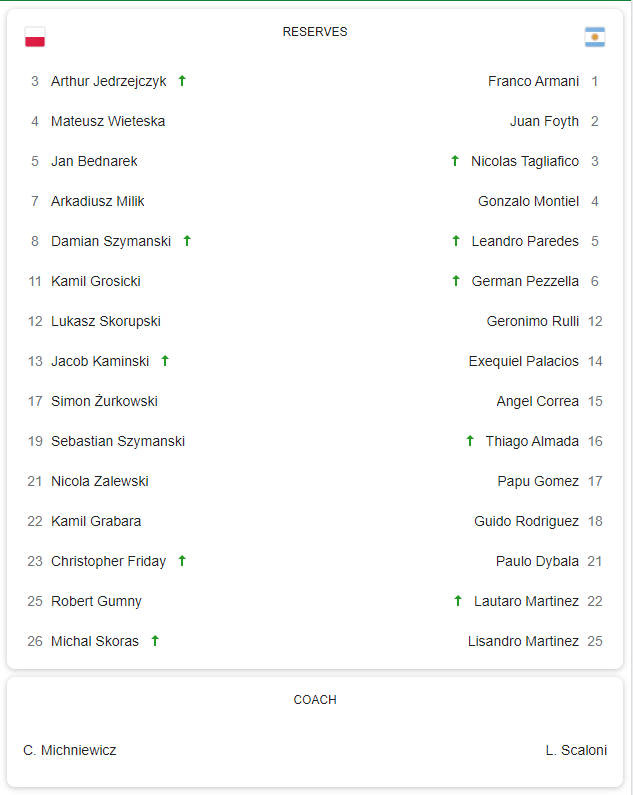 RESERVES
3 Arthur Jedrzejczyk ↑ Franco Armani 1
4 Mateusz Wieteska Juan Foyth 2
5 Jan Bednarek ↑ Nicolas Tagliafico 3
7 Arkadiusz Milik Gonzalo Montiel 4
8 Damian Szymanski ↑ ↑ Leandro Paredes 5
11 Kamil Grosicki ↑ German Pezzella 6
12 Lukasz Skorupski Geronimo Rulli 12
13 Jacob Kaminski ↑ Exequiel Palacios 14
17 Simon Żurkowski Angel Correa 15
19 Sebastian Szymanski ↑ Thiago Almada 16
21 Nicola Zalewski Papu Gomez 17
22 Kamil Grabara Guido Rodriguez 18
23 Christopher Friday ↑ Paulo Dybala 21
25 Robert Gumny ↑ Lautaro Martinez 22
26 Michal Skoras ↑ Lisandro Martinez 25
COACH
C. Michniewicz L. Scaloni